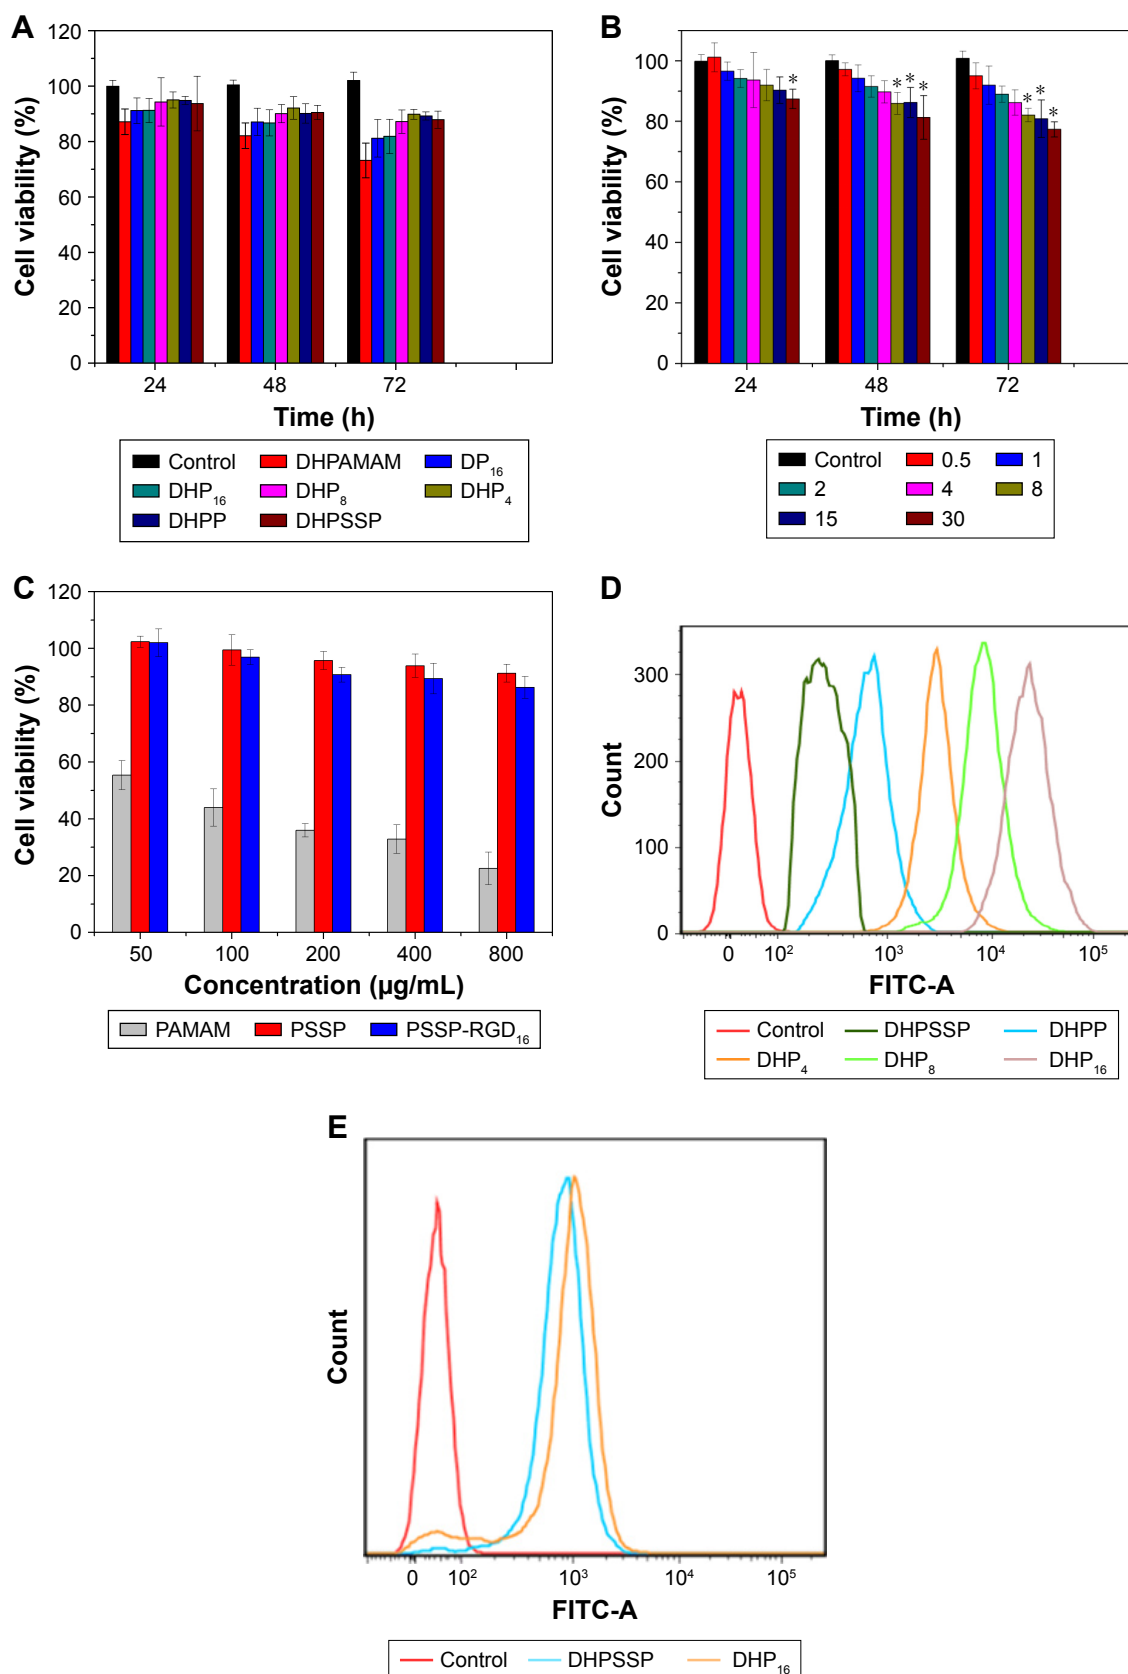 A
120
100
80
60
40
20
0
Cell viability (%)
24 48 72
Time (h)
Control DHPAMAM DP16
DHP16 DHP8 DHP4
DHPP DHPSSP
B
100
80
60
40
20
0
Cell viability (%)
* * * * * * *
24 48 72
Time (h)
Control 0.5 1
2 4 8
15 30
C
120
100
80
60
40
20
0
Cell viability (%)
50 100 200 400 800
Concentration (µg/mL)
PAMAM PSSP PSSP-RGD16
D
300
200
100
0
Count
0 10² 10³ 10⁴ 10⁵
FITC-A
Control DHPSSP DHPP
DHP4 DHP8 DHP16
E
Count
0 10² 10³ 10⁴ 10⁵
FITC-A
Control DHPSSP DHP16